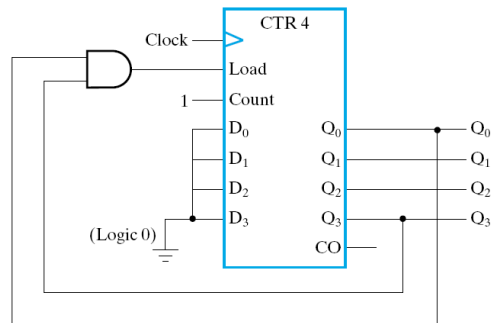 CTR 4
Clock
Load
1 Count
D₀ Q₀ Q₀
D₁ Q₁ Q₁
D₂ Q₂ Q₂
(Logic 0) D₃ Q₃ Q₃
CO